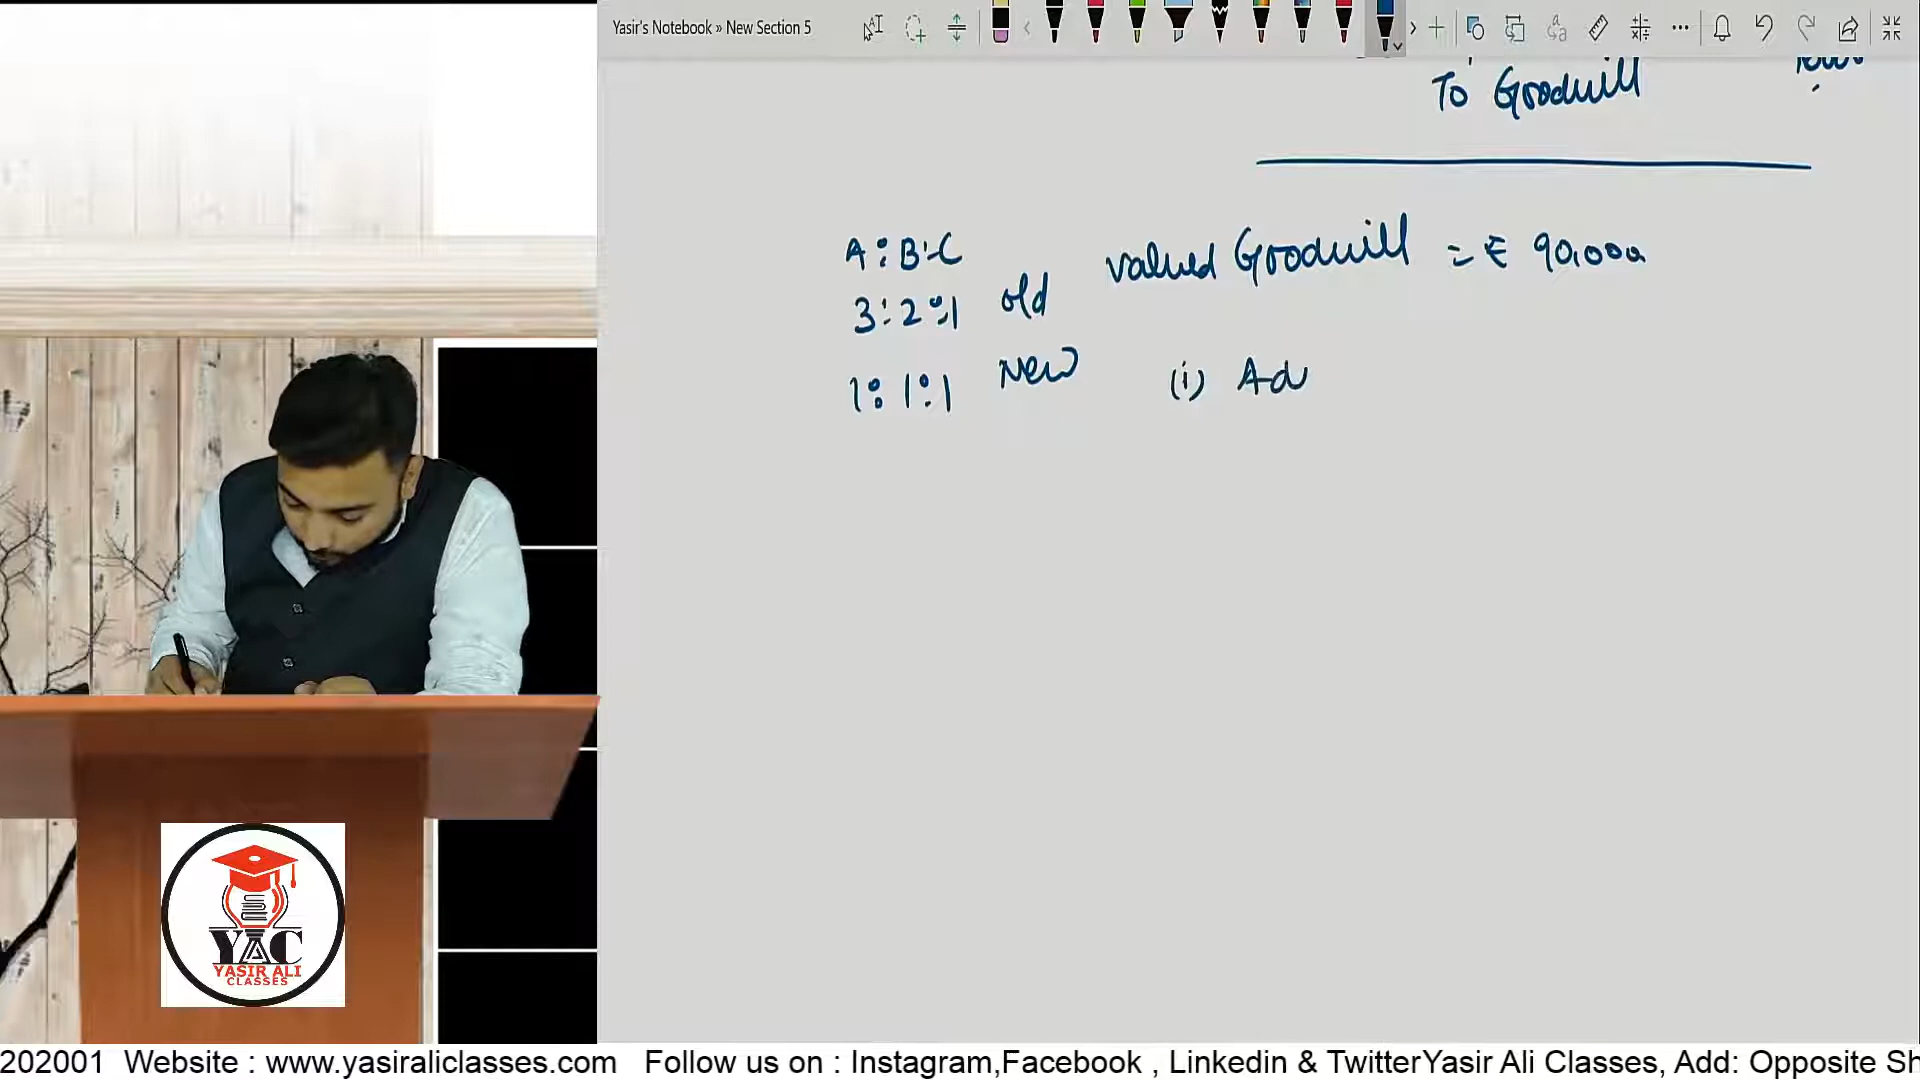 Yasir's Notebook » New Section 5
To Goodwill
A:B:C valued Goodwill = ₹ 90,000
3:2:1 old
1:1:1 New (i) Ad
YAC
YASIR ALI
CLASSES
202001 Website : www.yasiraliclasses.com Follow us on : Instagram,Facebook , Linkedin & TwitterYasir Ali Classes, Add: Opposite Sh